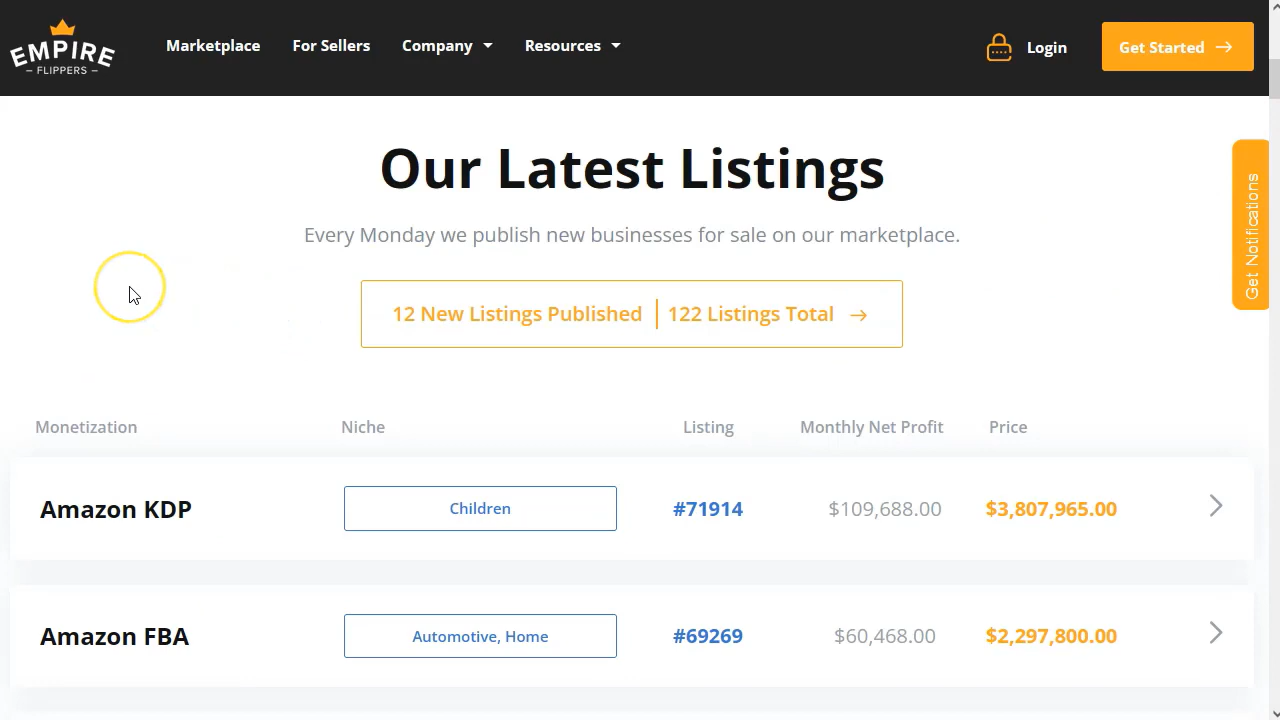 EMPIRE
FLIPPERS
Marketplace
For Sellers
Company
Resources
Login
Get Started
Our Latest Listings
Every Monday we publish new businesses for sale on our marketplace.
12 New Listings Published
122 Listings Total
Get Notifications
Monetization Niche Listing Monthly Net Profit Price
Amazon KDP Children #71914 $109,688.00 $3,807,965.00
Amazon FBA Automotive, Home #69269 $60,468.00 $2,297,800.00